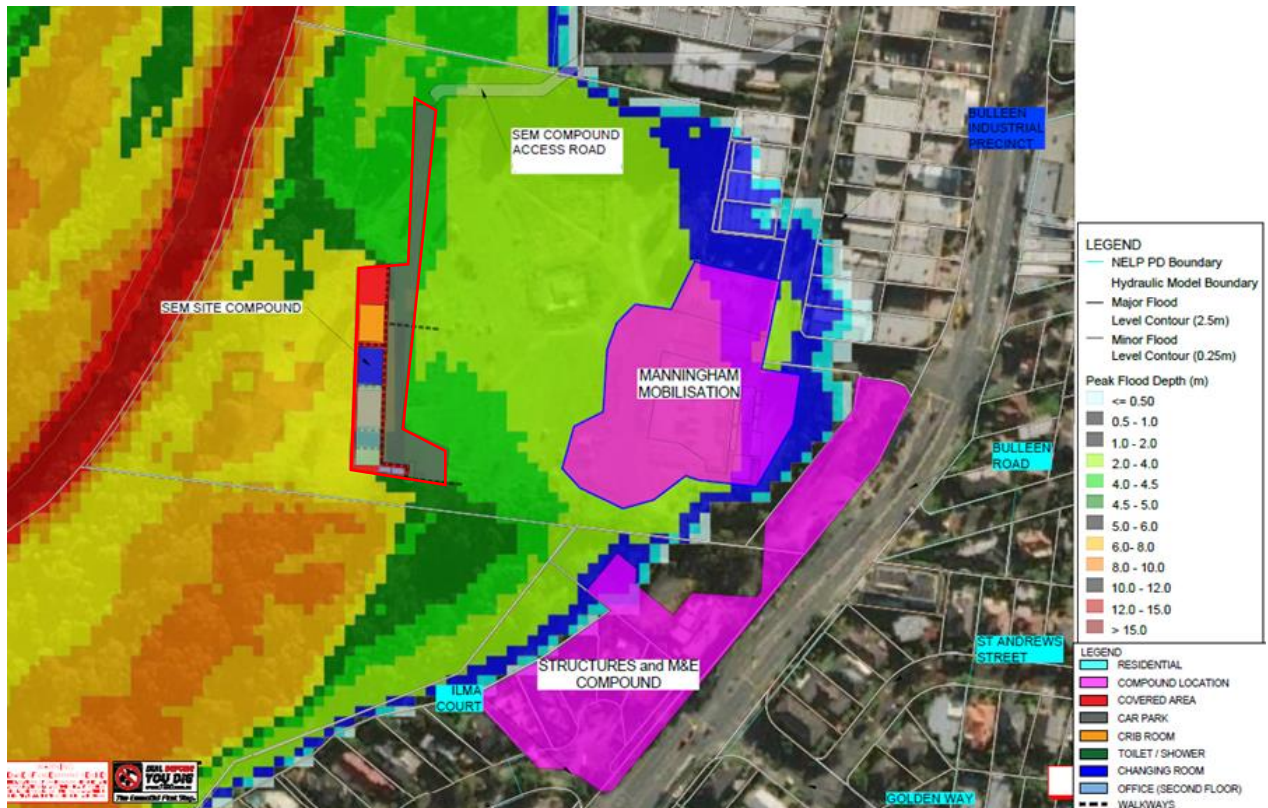 SEM COMPOUND
ACCESS ROAD
BULLEEN
INDUSTRIAL
PRECINCT
SEM SITE COMPOUND
MANNINGHAM
MOBILISATION
BULLEEN
ROAD
ST ANDREWS
STREET
STRUCTURES and M&E
COMPOUND
ILMA
COURT
GOLDEN WAY
DIAL BEFORE
YOU DIG
The Essential First Step.
LEGEND
NELP PD Boundary
Hydraulic Model Boundary
Major Flood
Level Contour (2.5m)
Minor Flood
Level Contour (0.25m)
Peak Flood Depth (m)
<= 0.50
0.5 - 1.0
1.0 - 2.0
2.0 - 4.0
4.0 - 4.5
4.5 - 5.0
5.0 - 6.0
6.0- 8.0
8.0 - 10.0
10.0 - 12.0
12.0 - 15.0
> 15.0
LEGEND
RESIDENTIAL
COMPOUND LOCATION
COVERED AREA
CAR PARK
CRIB ROOM
TOILET / SHOWER
CHANGING ROOM
OFFICE (SECOND FLOOR)
WALKWAYS